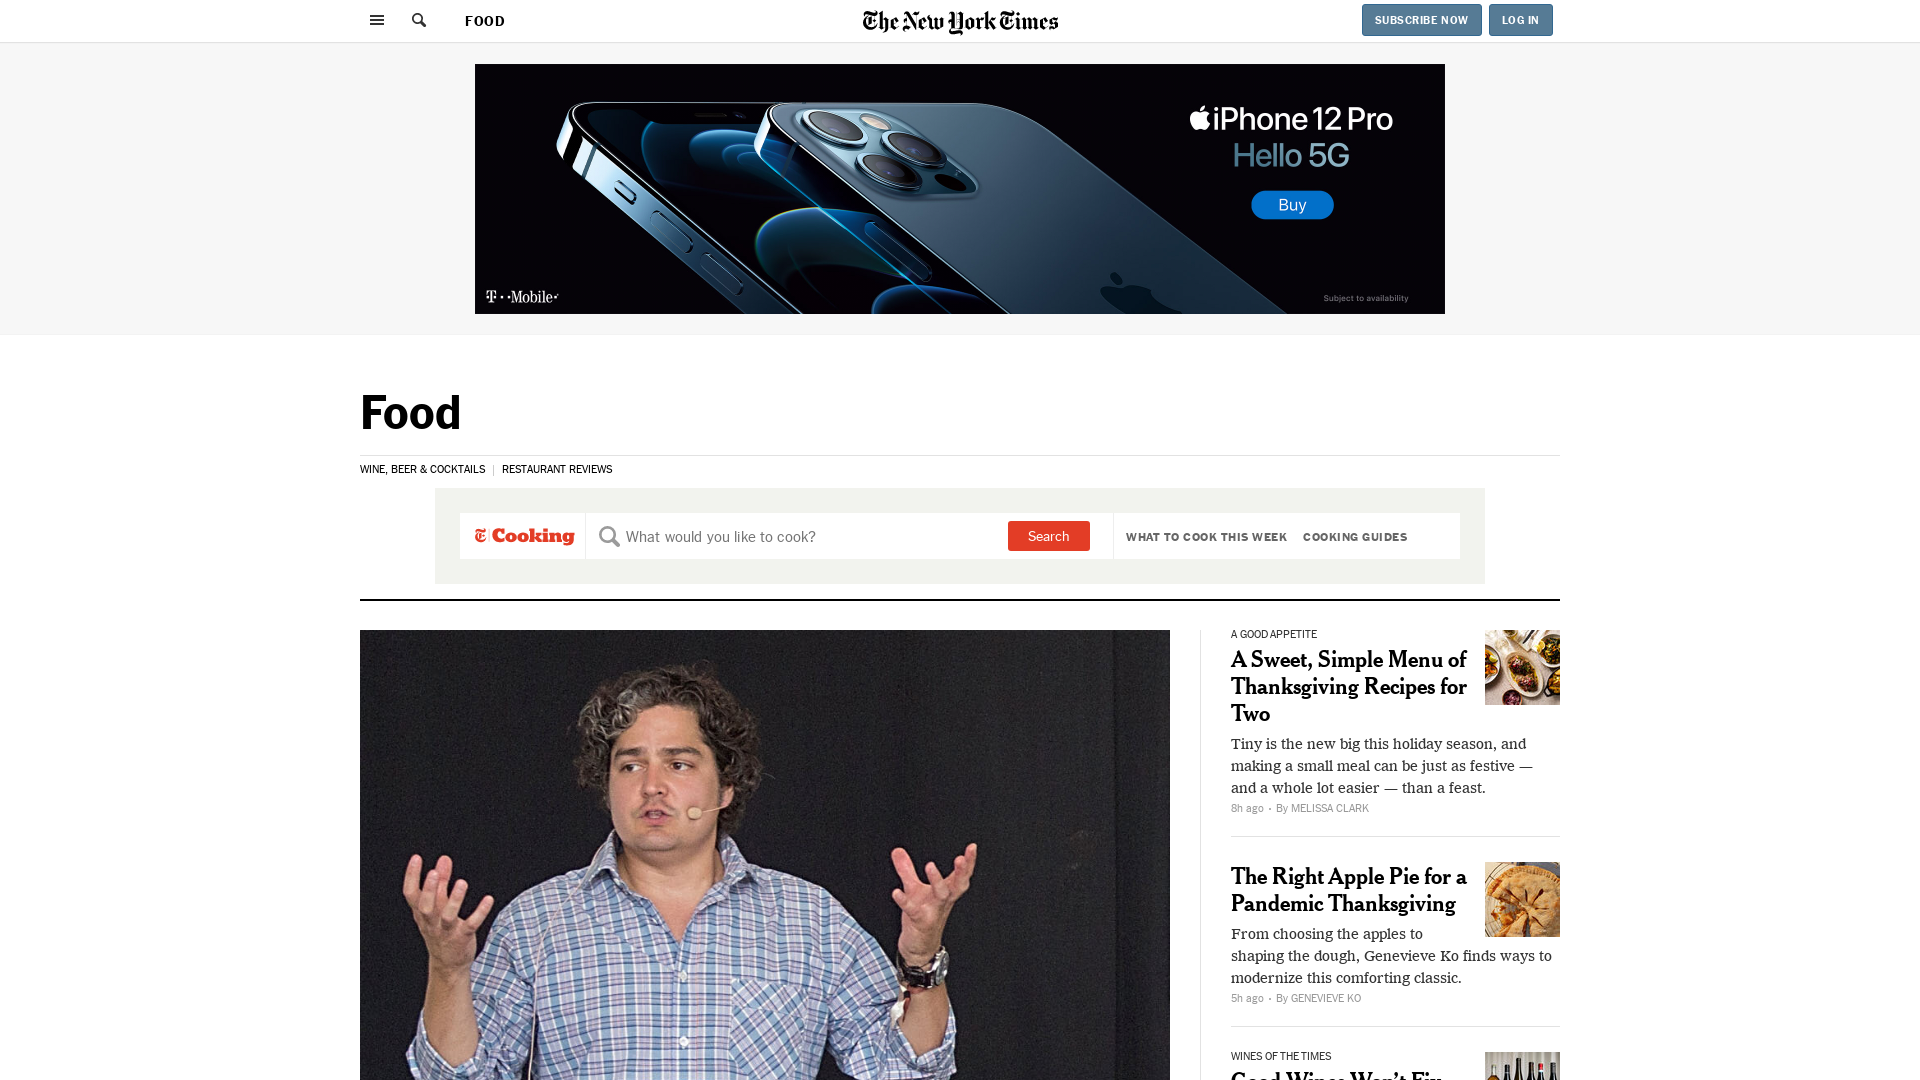 FOOD
The New York Times
SUBSCRIBE NOW
LOG IN
iPhone 12 Pro
Hello 5G
Buy
T Mobile
Subject to availability
Food
WINE, BEER & COCKTAILS
RESTAURANT REVIEWS
Cooking
What would you like to cook?
Search
WHAT TO COOK THIS WEEK
COOKING GUIDES
A GOOD APPETITE
A Sweet, Simple Menu of
Thanksgiving Recipes for
Two
Tiny is the new big this holiday season, and
making a small meal can be just as festive —
and a whole lot easier — than a feast.
8h ago • By MELISSA CLARK
The Right Apple Pie for a
Pandemic Thanksgiving
From choosing the apples to
shaping the dough, Genevieve Ko finds ways to
modernize this comforting classic.
5h ago • By GENEVIEVE KO
WINES OF THE TIMES
Good Wines Won't Fix